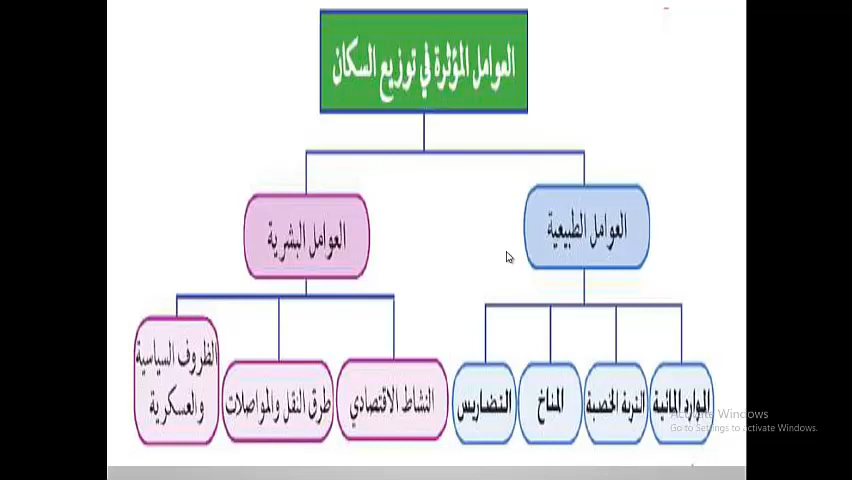 العوامل المؤثرة في توزيع السكان
العوامل الطبيعية
العوامل البشرية
الموارد المائية
التربة الخصبة
المناخ
التضاريس
النشاط الاقتصادي
طرق النقل والمواصلات
الظروف السياسية
والعسكرية
Activate Windows
Go to Settings to activate Windows.